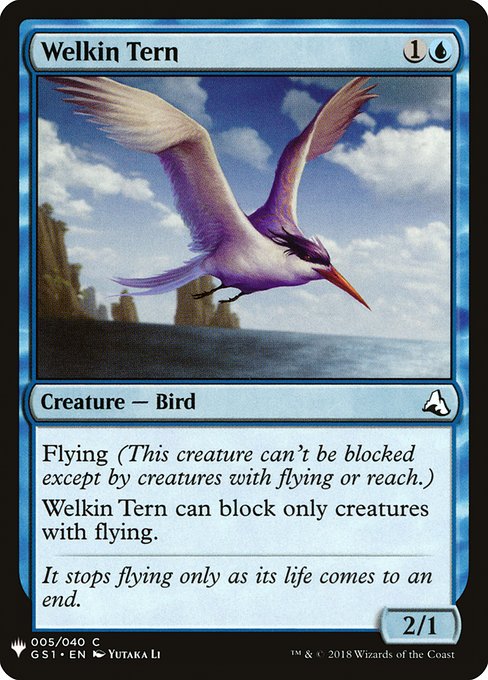 Welkin Tern 1
Creature — Bird
Flying (This creature can't be blocked
except by creatures with flying or reach.)
Welkin Tern can block only creatures
with flying.
It stops flying only as its life comes to an
end.
2/1
005/040 C
GS1 • EN Yutaka Li
™ & © 2018 Wizards of the Coast